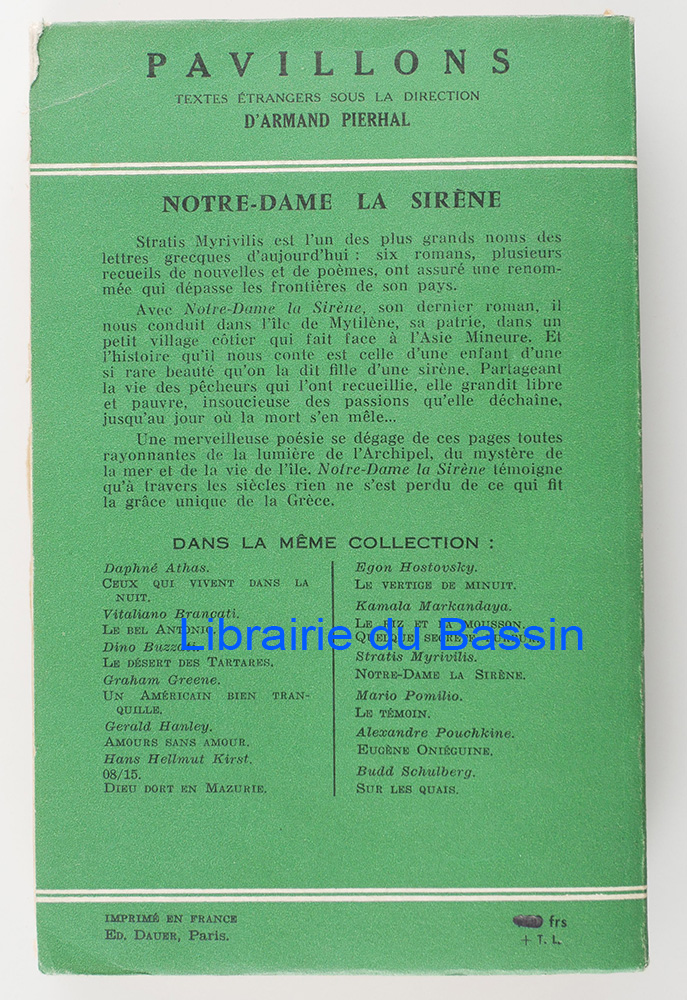 PAVILLONS
TEXTES ÉTRANGERS SOUS LA DIRECTION
D'ARMAND PIERHAL
NOTRE-DAME LA SIRÈNE
Stratis Myrivilis est l'un des plus grands noms des
lettres grecques d'aujourd'hui : six romans, plusieurs
recueils de nouvelles et de poèmes, ont assuré une renom-
mée qui dépasse les frontières de son pays.
Avec Notre-Dame la Sirène, son dernier roman, il
nous conduit dans l'île de Mytilène, sa patrie, dans un
petit village côtier qui fait face à l'Asie Mineure. Et
l'histoire qu'il nous conte est celle d'une enfant d'une
si rare beauté qu'on la dit fille d'une sirène. Partageant
la vie des pêcheurs qui l'ont recueillie, elle grandit libre
et pauvre, insoucieuse des passions qu'elle déchaîne,
jusqu'au jour où la mort s'en mêle...
Une merveilleuse poésie se dégage de ces pages toutes
rayonnantes de la lumière de l'Archipel, du mystère de
la mer et de la vie de l'île. Notre-Dame la Sirène témoigne
qu'à travers les siècles rien ne s'est perdu de ce qui fit
la grâce unique de la Grèce.
DANS LA MÊME COLLECTION :
Daphné Athas.
CEUX QUI VIVENT DANS LA
NUIT.
Vitaliano Brancati.
LE BEL ANTONIO.
Dino Buzzati.
LE DÉSERT DES TARTARES.
Graham Greene.
UN AMÉRICAIN BIEN TRAN-
QUILLE.
Gerald Hanley.
AMOURS SANS AMOUR.
Hans Hellmut Kirst.
08/15.
DIEU DORT EN MAZURIE.
Egon Hostovsky.
LE VERTIGE DE MINUIT.
Kamala Markandaya.
LE RIZ ET LA MOUSSON.
QUELQUE SECRÈTE FUREUR.
Stratis Myrivilis.
NOTRE-DAME LA SIRÈNE.
Mario Pomilio.
LE TÉMOIN.
Alexandre Pouchkine.
EUGÈNE ONIÉGUINE.
Budd Schulberg.
SUR LES QUAIS.
Librairie du Bassin
IMPRIMÉ EN FRANCE
ED. DAUER, Paris.
frs
+ T. L.